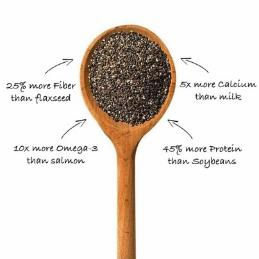 25% more Fiber
than flaxseed
5x more Calcium
than milk
10x more Omega-3
than salmon
45% more Protein
than Soybeans